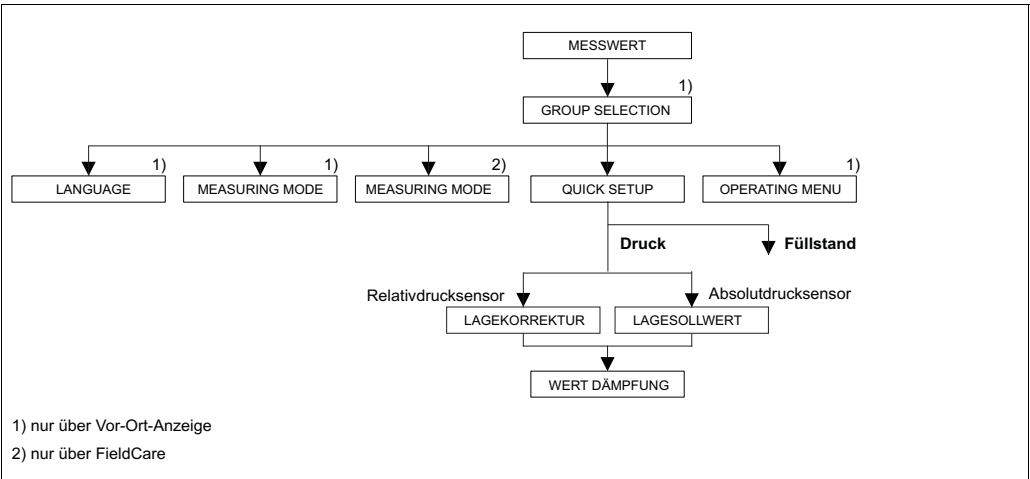 MESSWERT
1)
GROUP SELECTION
1) 1) 2) 1)
LANGUAGE MEASURING MODE MEASURING MODE QUICK SETUP OPERATING MENU
Druck Füllstand
Relativdrucksensor Absolutdrucksensor
LAGEKORREKTUR LAGESOLLWERT
WERT DÄMPFUNG
1) nur über Vor-Ort-Anzeige
2) nur über FieldCare